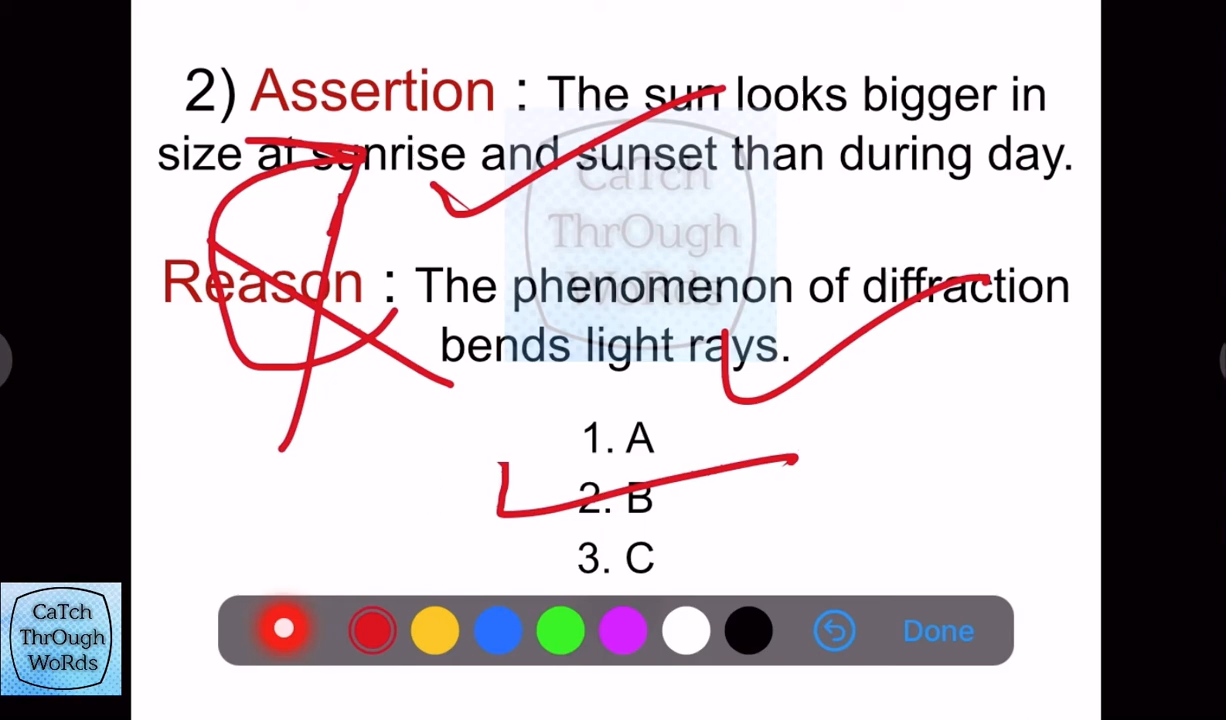 2) Assertion : The sun looks bigger in
size at sunrise and sunset than during day.
CaTch
ThrOugh
WoRds
Reason : The phenomenon of diffraction
bends light rays.
1. A
2. B
3. C
CaTch
ThrOugh
WoRds
Done